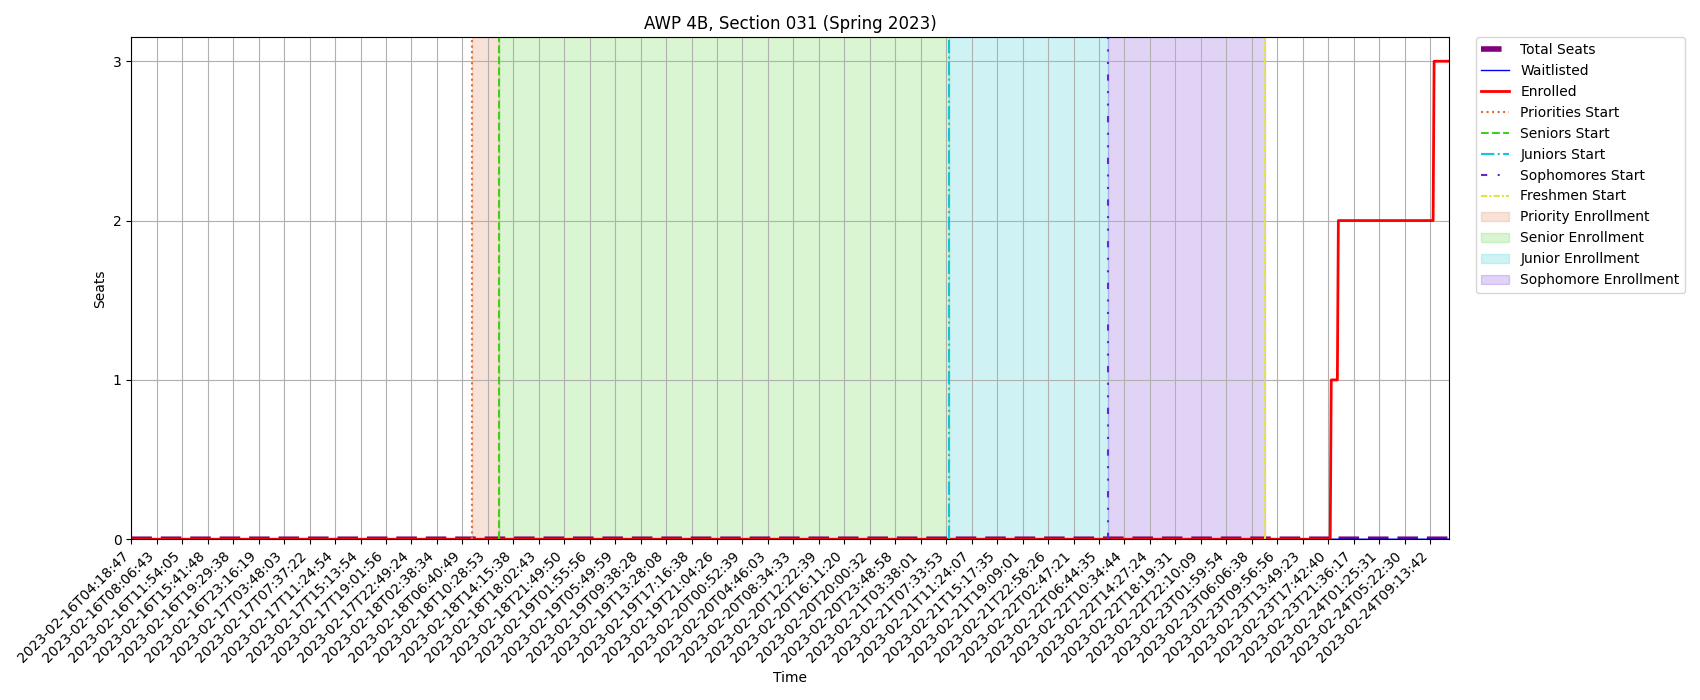 AWP 4B, Section 031 (Spring 2023)
Seats
3
2
1
0
Total Seats
Waitlisted
Enrolled
Priorities Start
Seniors Start
Juniors Start
Sophomores Start
Freshmen Start
Priority Enrollment
Senior Enrollment
Junior Enrollment
Sophomore Enrollment
2023-02-16T04:18:47
2023-02-16T08:06:43
2023-02-16T11:54:05
2023-02-16T15:41:48
2023-02-16T19:29:38
2023-02-16T23:16:19
2023-02-17T03:48:03
2023-02-17T07:37:22
2023-02-17T11:24:54
2023-02-17T15:13:54
2023-02-17T19:01:56
2023-02-17T22:49:24
2023-02-18T02:38:34
2023-02-18T06:40:49
2023-02-18T10:28:53
2023-02-18T14:15:38
2023-02-18T18:02:43
2023-02-18T21:49:50
2023-02-19T01:55:56
2023-02-19T05:49:59
2023-02-19T09:38:28
2023-02-19T13:28:08
2023-02-19T17:16:38
2023-02-19T21:04:26
2023-02-20T00:52:39
2023-02-20T04:46:03
2023-02-20T08:34:33
2023-02-20T12:22:39
2023-02-20T16:11:20
2023-02-20T20:00:32
2023-02-20T23:48:58
2023-02-21T03:38:01
2023-02-21T07:33:53
2023-02-21T11:24:07
2023-02-21T15:17:35
2023-02-21T19:09:01
2023-02-21T22:58:26
2023-02-22T02:47:21
2023-02-22T06:44:35
2023-02-22T10:34:44
2023-02-22T14:27:24
2023-02-22T18:19:31
2023-02-22T22:10:09
2023-02-23T01:59:54
2023-02-23T06:06:38
2023-02-23T09:56:56
2023-02-23T13:49:23
2023-02-23T17:42:40
2023-02-23T21:36:17
2023-02-24T01:25:31
2023-02-24T05:22:30
2023-02-24T09:13:42
Time